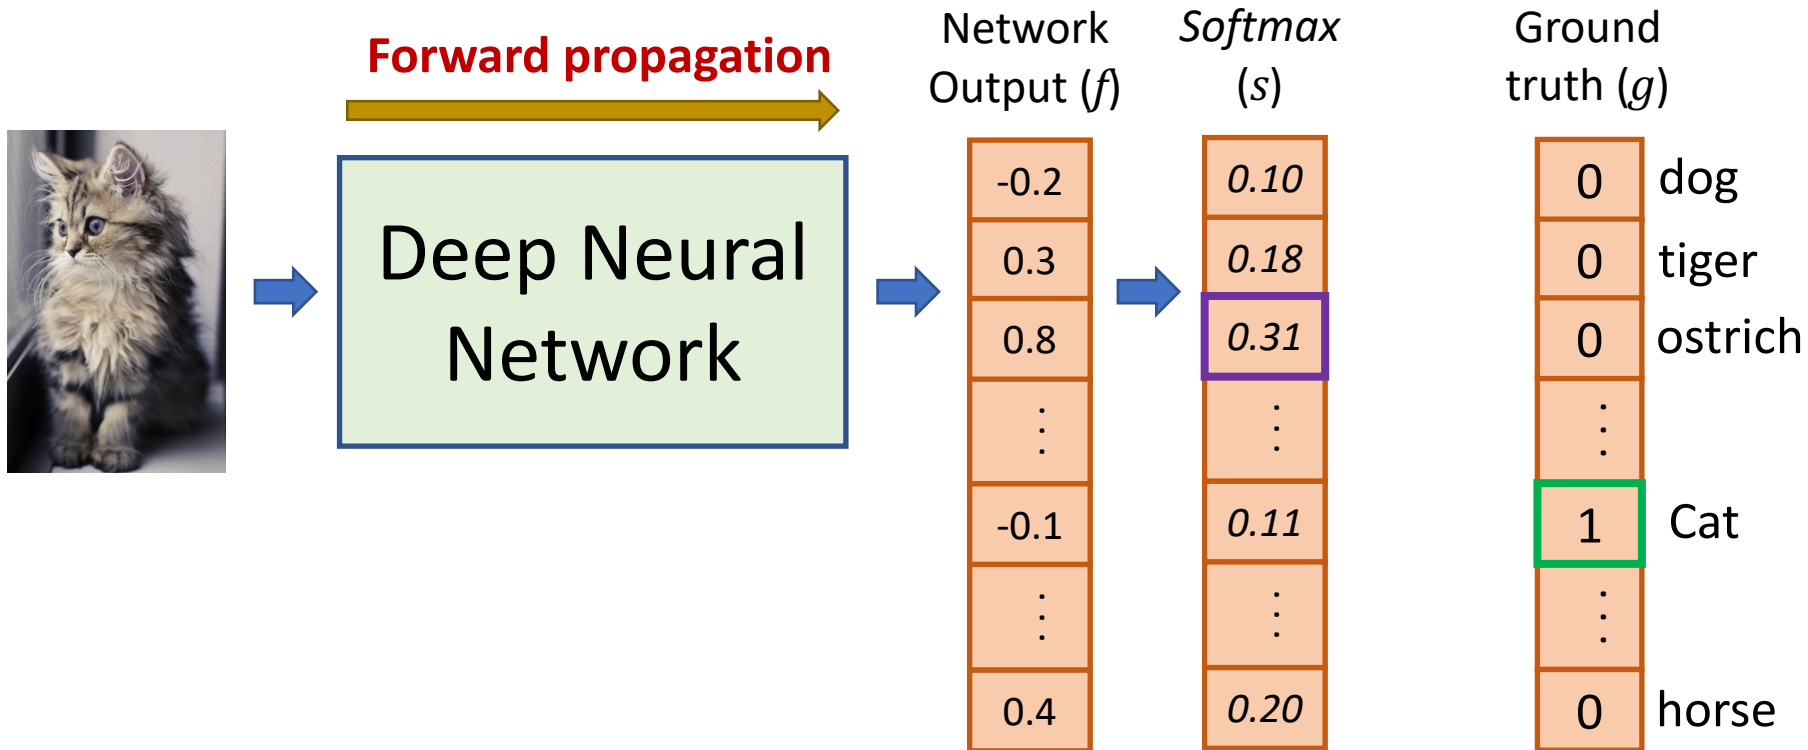 Forward propagation
Deep Neural
Network
Network
Output (f)
-0.2
0.3
0.8
⋮
-0.1
⋮
0.4
Softmax
(s)
0.10
0.18
0.31
⋮
0.11
⋮
0.20
Ground
truth (g)
0 dog
0 tiger
0 ostrich
⋮
1 Cat
⋮
0 horse